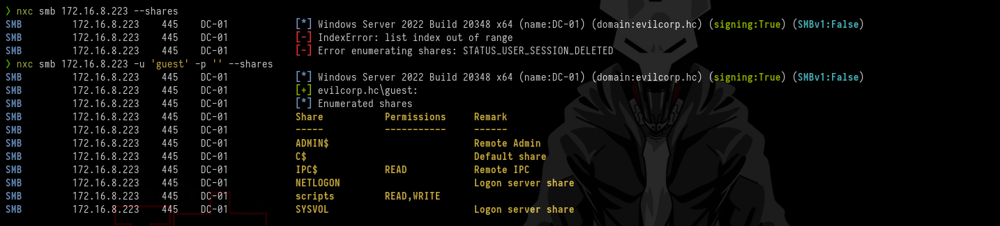 ❯ nxc smb 172.16.8.223 --shares
SMB 172.16.8.223 445 DC-01 [*] Windows Server 2022 Build 20348 x64 (name:DC-01) (domain:evilcorp.hc) (signing:True) (SMBv1:False)
SMB 172.16.8.223 445 DC-01 [-] IndexError: list index out of range
SMB 172.16.8.223 445 DC-01 [-] Error enumerating shares: STATUS_USER_SESSION_DELETED
❯ nxc smb 172.16.8.223 -u 'guest' -p '' --shares
SMB 172.16.8.223 445 DC-01 [*] Windows Server 2022 Build 20348 x64 (name:DC-01) (domain:evilcorp.hc) (signing:True) (SMBv1:False)
SMB 172.16.8.223 445 DC-01 [+] evilcorp.hc\guest:
SMB 172.16.8.223 445 DC-01 [*] Enumerated shares
SMB 172.16.8.223 445 DC-01 Share Permissions Remark
SMB 172.16.8.223 445 DC-01 ----- ----------- ------
SMB 172.16.8.223 445 DC-01 ADMIN$ Remote Admin
SMB 172.16.8.223 445 DC-01 C$ Default share
SMB 172.16.8.223 445 DC-01 IPC$ READ Remote IPC
SMB 172.16.8.223 445 DC-01 NETLOGON Logon server share
SMB 172.16.8.223 445 DC-01 scripts READ,WRITE
SMB 172.16.8.223 445 DC-01 SYSVOL Logon server share